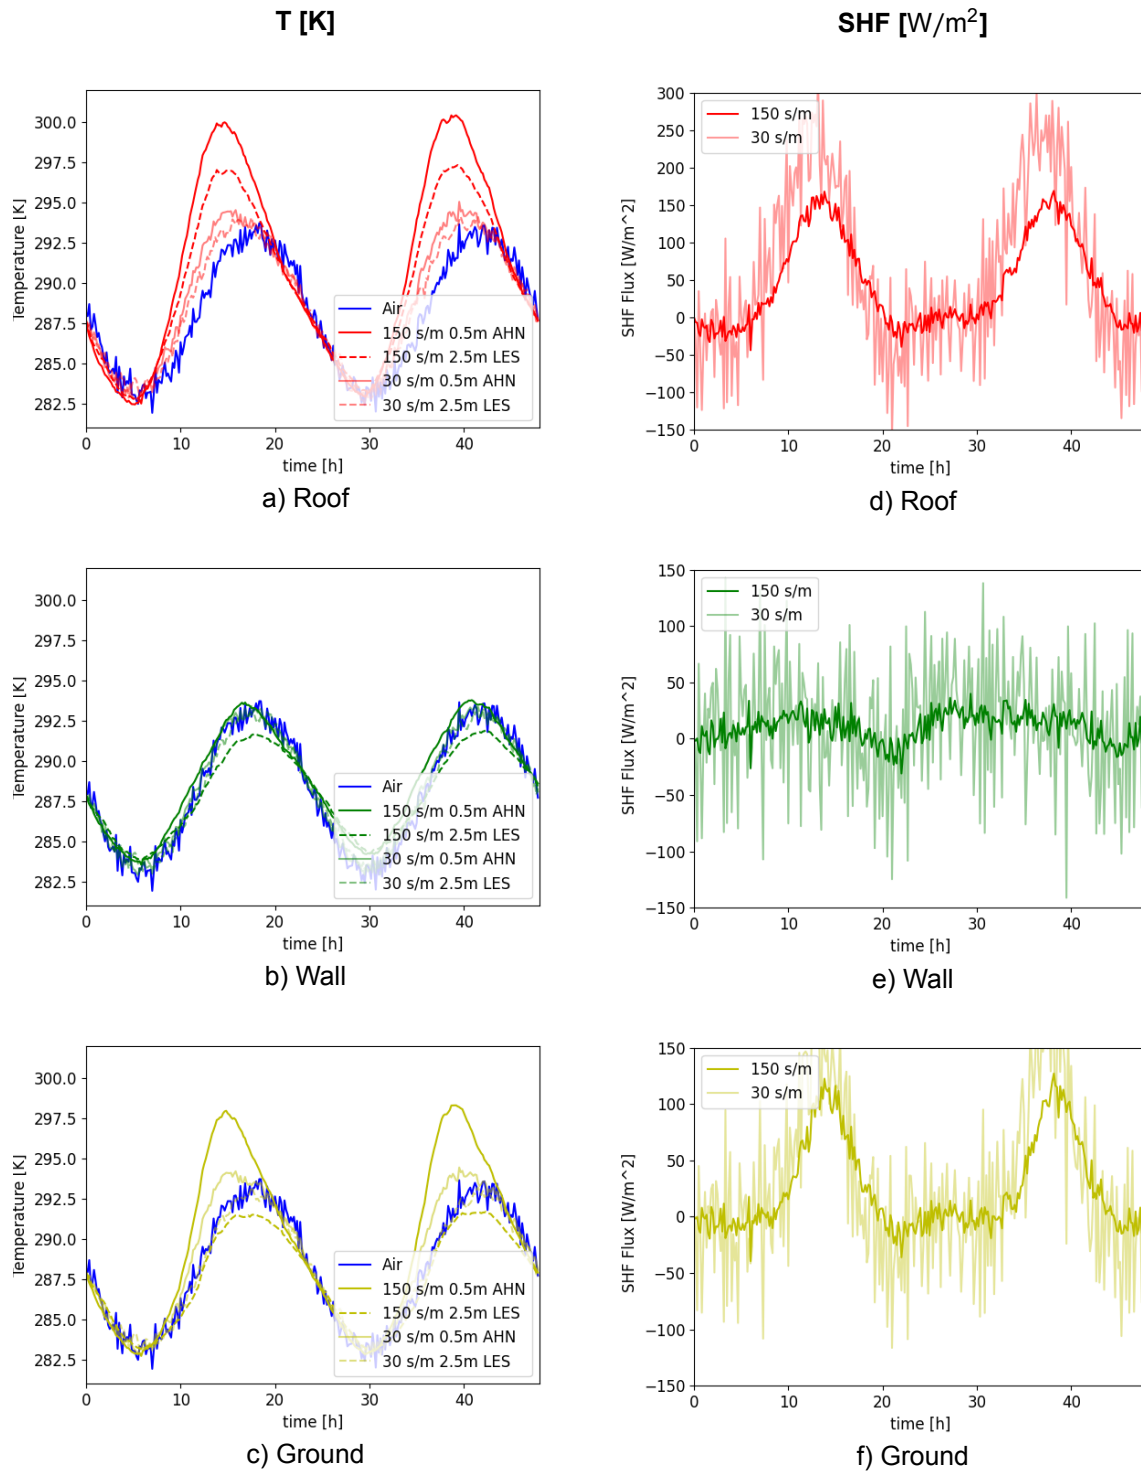 T [K]
SHF [W/m²]
300.0
297.5
295.0
292.5
290.0
287.5
285.0
282.5
Temperature [K]
Air
150 s/m 0.5m AHN
150 s/m 2.5m LES
30 s/m 0.5m AHN
30 s/m 2.5m LES
0 10 20 30 40
time [h]
a) Roof
300
250
200
150
100
50
0
−50
−100
−150
SHF Flux [W/m^2]
150 s/m
30 s/m
0 10 20 30 40
time [h]
d) Roof
300.0
297.5
295.0
292.5
290.0
287.5
285.0
282.5
Temperature [K]
Air
150 s/m 0.5m AHN
150 s/m 2.5m LES
30 s/m 0.5m AHN
30 s/m 2.5m LES
0 10 20 30 40
time [h]
b) Wall
150
100
50
0
−50
−100
−150
SHF Flux [W/m^2]
150 s/m
30 s/m
0 10 20 30 40
time [h]
e) Wall
300.0
297.5
295.0
292.5
290.0
287.5
285.0
282.5
Temperature [K]
Air
150 s/m 0.5m AHN
150 s/m 2.5m LES
30 s/m 0.5m AHN
30 s/m 2.5m LES
0 10 20 30 40
time [h]
c) Ground
150
100
50
0
−50
−100
−150
SHF Flux [W/m^2]
150 s/m
30 s/m
0 10 20 30 40
time [h]
f) Ground